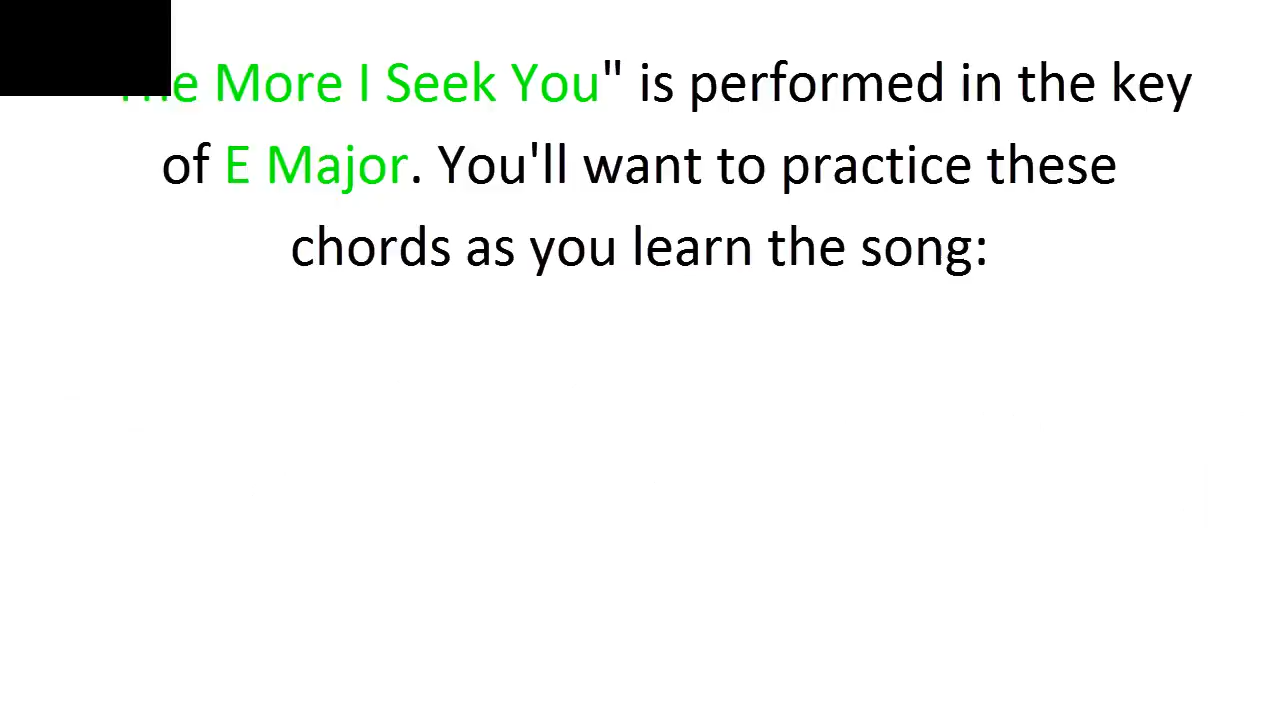 More I Seek You" is performed in the key
of E Major. You'll want to practice these
chords as you learn the song: